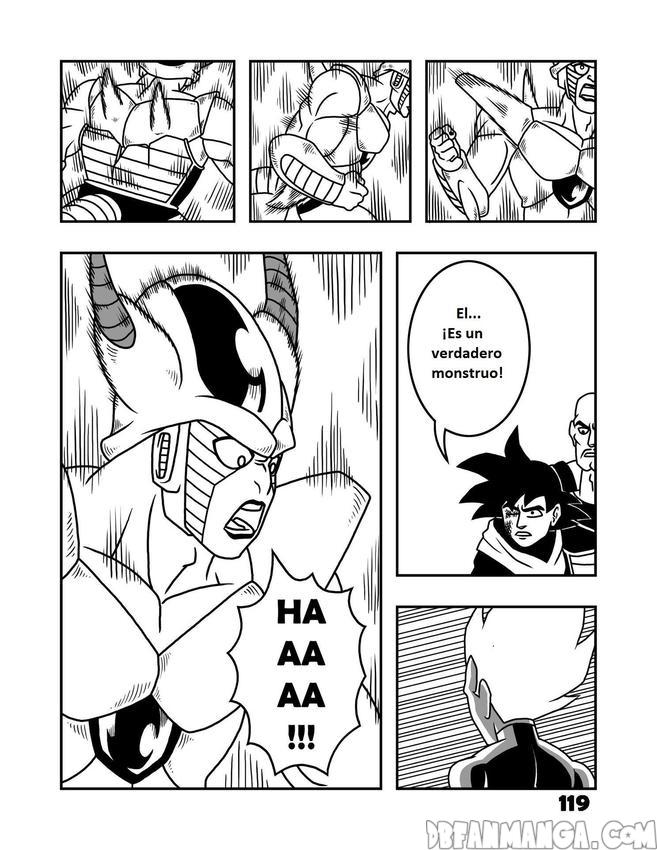 El...
¡Es un
verdadero
monstruo!
HA
AA
AA
!!!
119
DBFANMANGA.COM